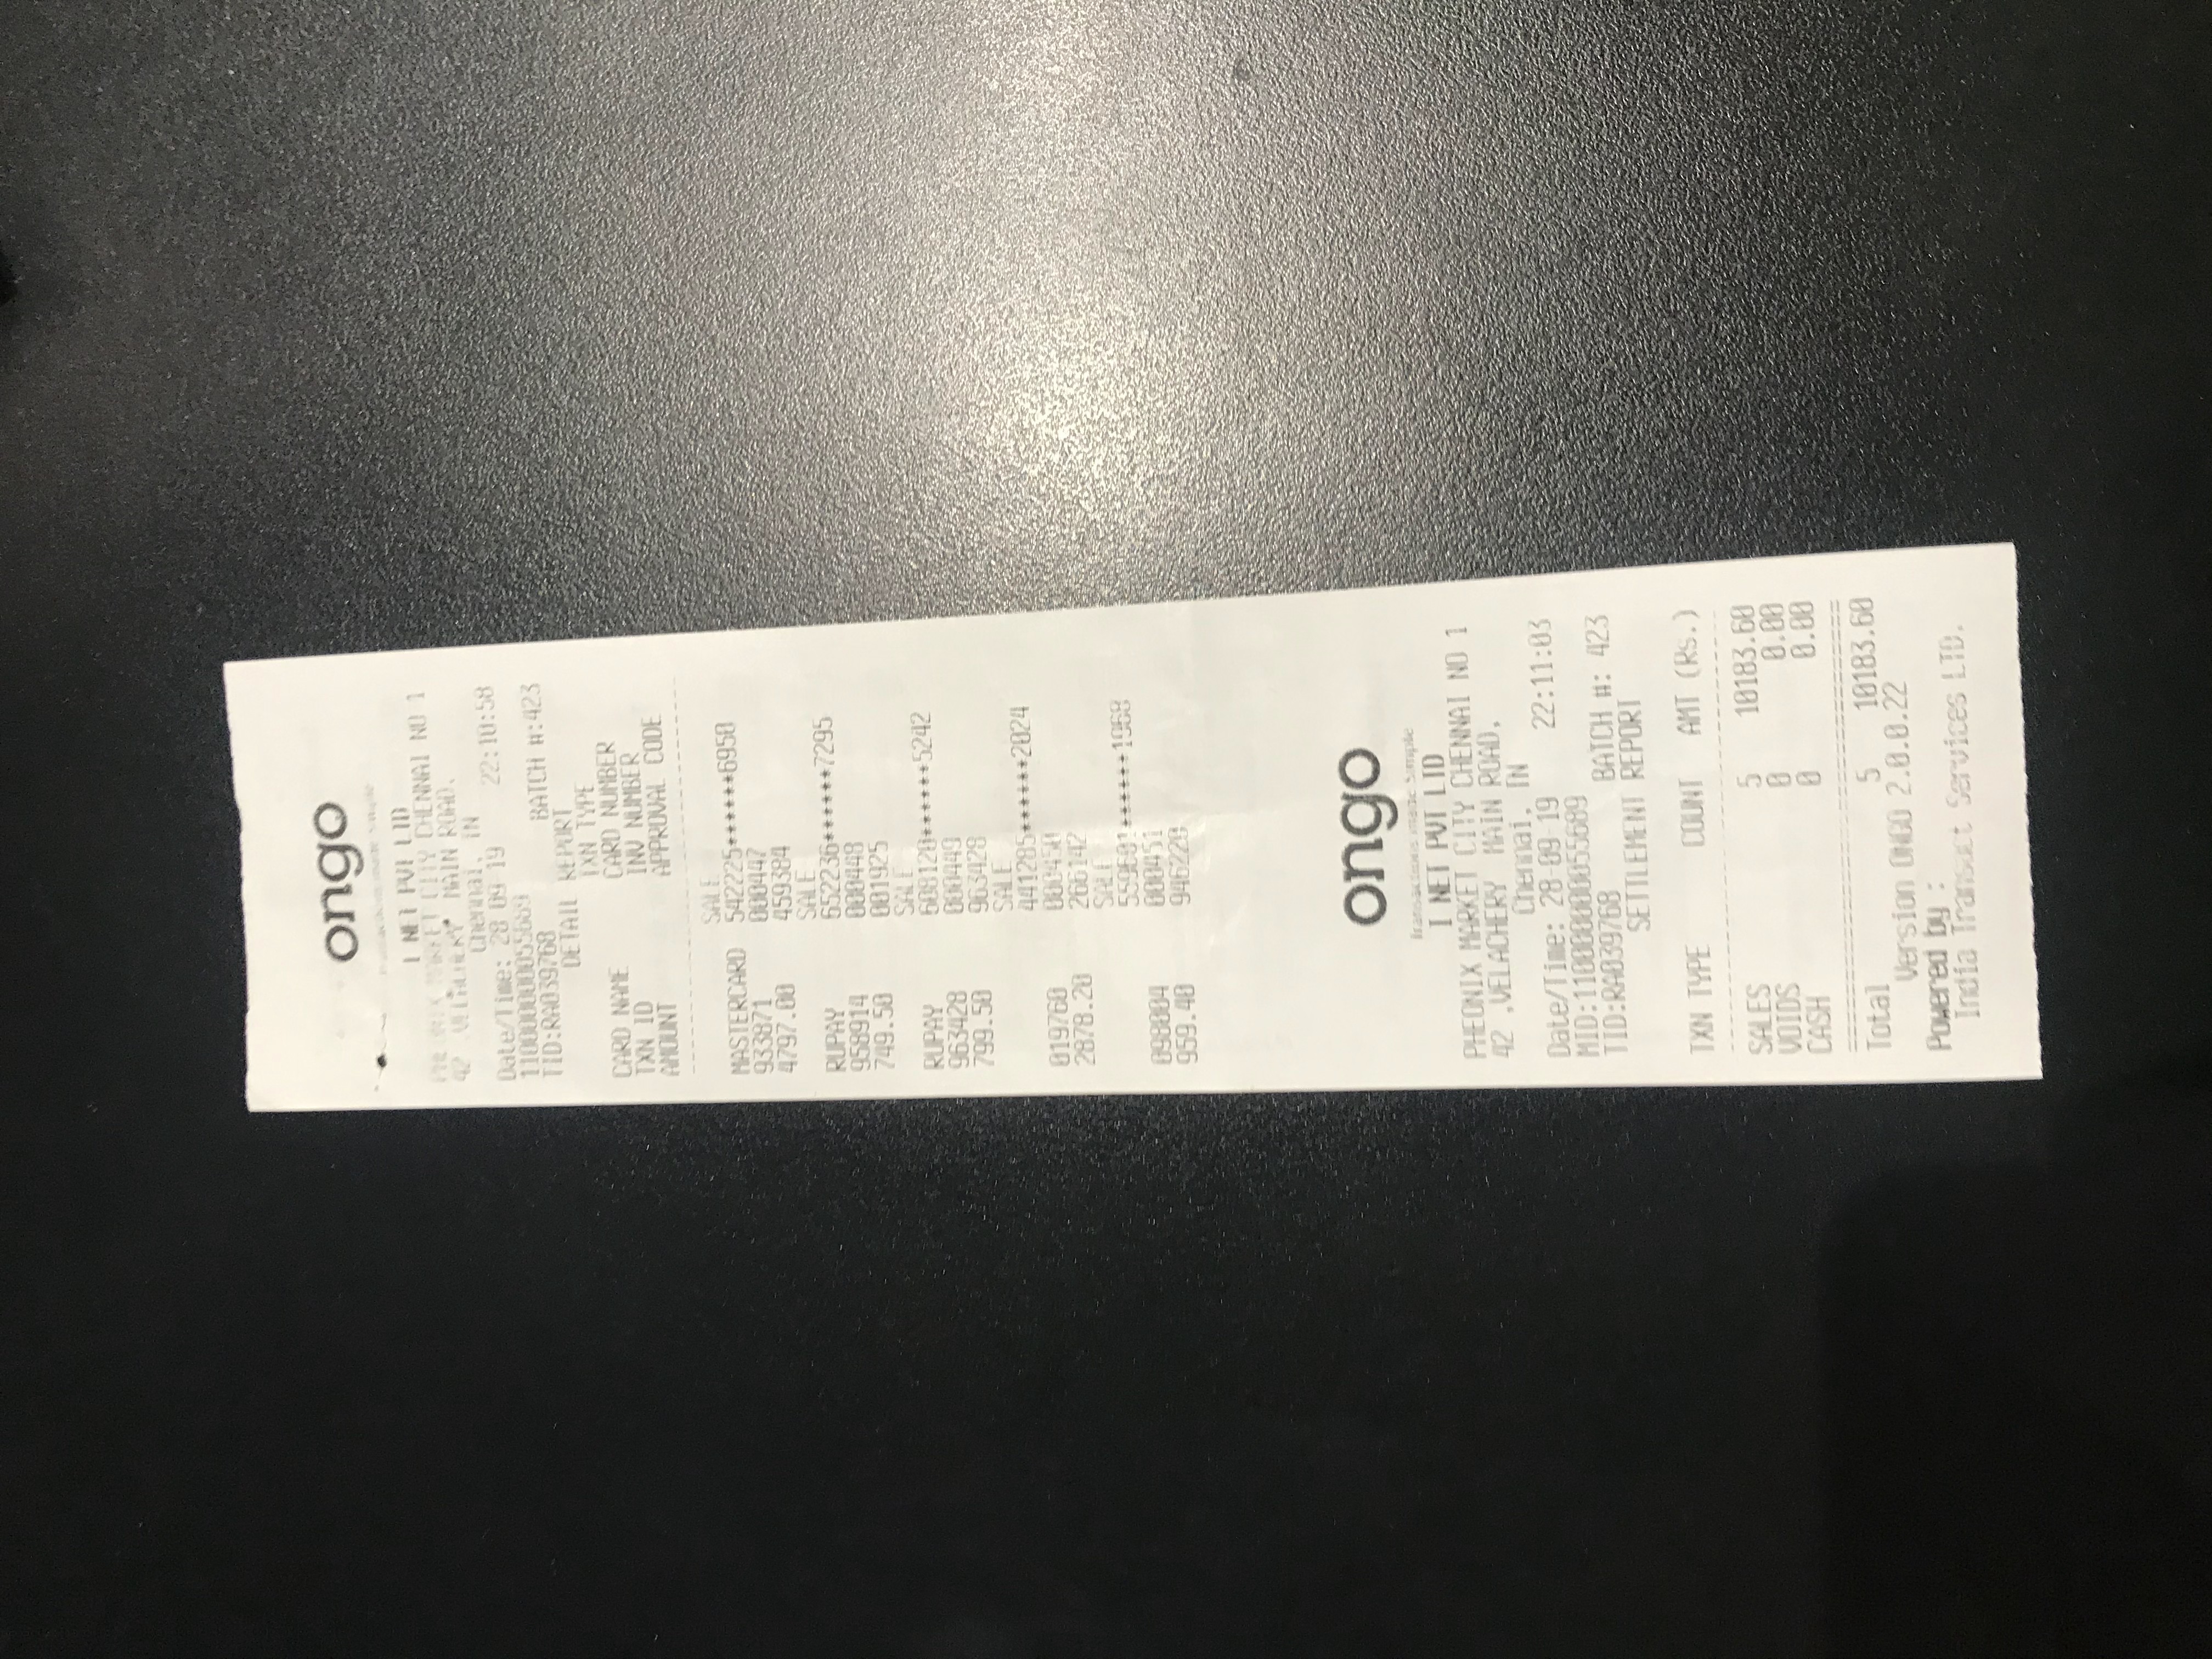 ongo
Transactions made Simple
I NET PVT LTD
PHEONIX MARKET CITY CHENNAI NO 1
42 ,VELACHERY MAIN ROAD,
Chennai, TN
Date/Time: 28-09-19 22:10:58
110000000055689
TID:RA039768 BATCH #:423
DETAIL REPORT
TXN TYPE
CARD NAME CARD NUMBER
TXN ID INV NUMBER
AMOUNT APPROVAL CODE
SALE
MASTERCARD 542225******6950
933871 000447
4797.00 459384
SALE
RUPAY 652236******7295
958914 000448
749.50 001925
SALE
RUPAY 608120******5242
963428 000449
799.50 963428
SALE
441285******2024
019760 000450
2878.20 266142
SALE
559601******1968
098004 000451
959.40 946220
ongo
Transactions made Simple
I NET PVT LTD
PHEONIX MARKET CITY CHENNAI NO 1
42 ,VELACHERY MAIN ROAD,
Chennai, TN
Date/Time: 28-09-19 22:11:03
MID:110000000055689
TID:RA039768 BATCH #: 423
SETTLEMENT REPORT
TXN TYPE COUNT AMT (Rs.)
SALES 5 10183.60
VOIDS 0 0.00
CASH 0 0.00
Total 5 10183.60
Version ONGO 2.0.0.22
Powered by :
India Transact Services LTD.